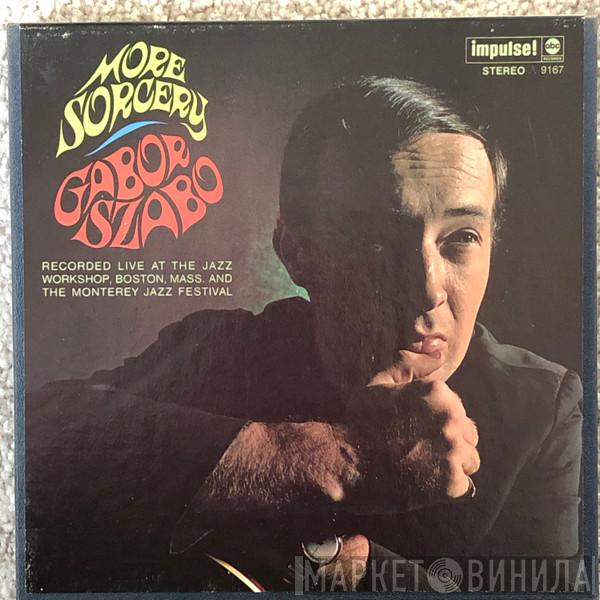 MORE
SORCERY
GABOR
SZABO
RECORDED LIVE AT THE JAZZ
WORKSHOP, BOSTON, MASS. AND
THE MONTEREY JAZZ FESTIVAL
impulse! abc
RECORDS
STEREO A 9167
МАРКЕТ ВИНИЛА